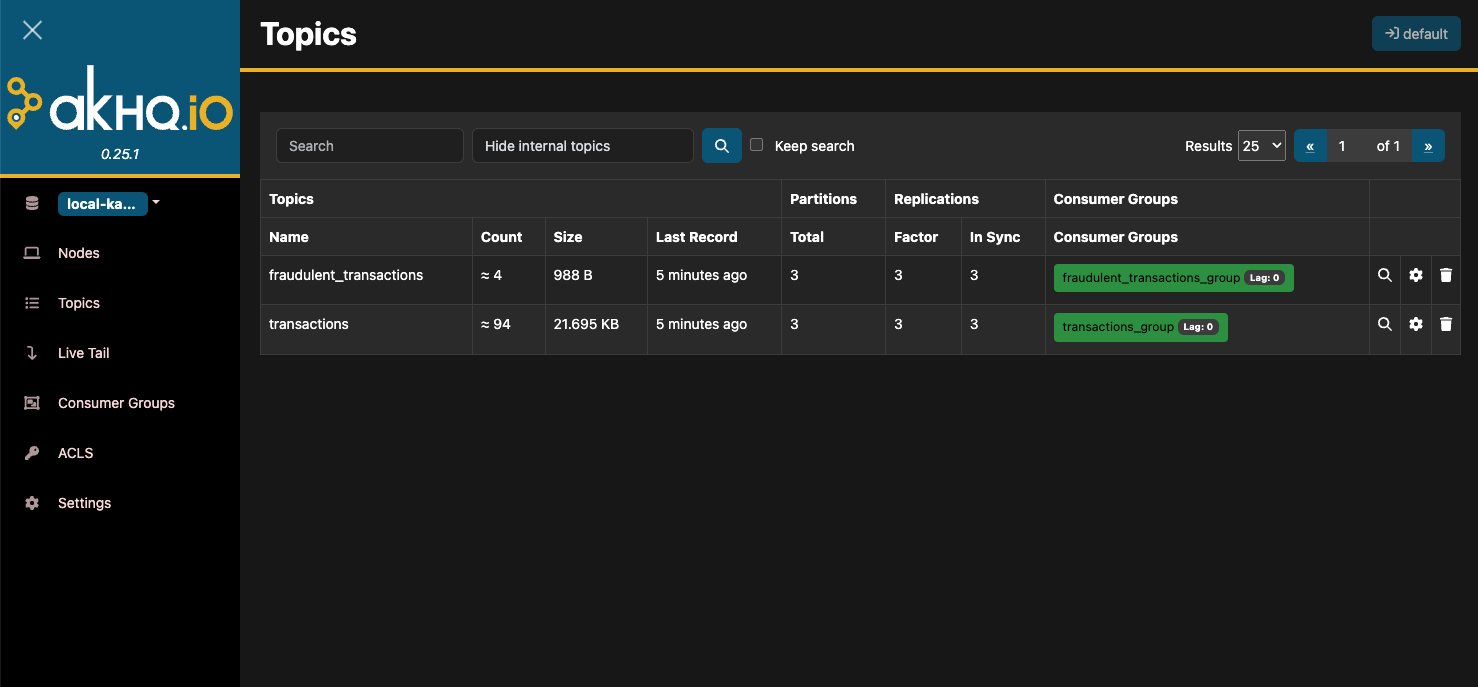 Topics
default
akHQ.io
0.25.1
local-ka...
Nodes
Topics
Live Tail
Consumer Groups
ACLS
Settings
Search
Hide internal topics
Keep search
Results 25
« 1 of 1 »
Topics Partitions Replications Consumer Groups
Name Count Size Last Record Total Factor In Sync Consumer Groups
fraudulent_transactions ≈ 4 988 B 5 minutes ago 3 3 3 fraudulent_transactions_group Lag: 0
transactions ≈ 94 21.695 KB 5 minutes ago 3 3 3 transactions_group Lag: 0